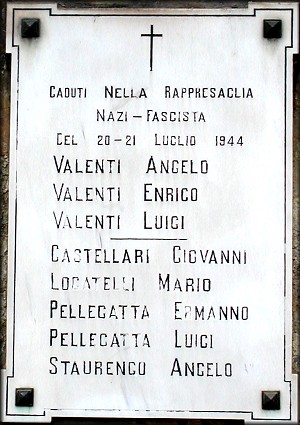 CADUTI NELLA RAPPRESAGLIA
NAZI-FASCISTA
DEL 20-21 LUGLIO 1944
VALENTI ANGELO
VALENTI ENRICO
VALENTI LUIGI
CASTELLARI GIOVANNI
LOCATELLI MARIO
PELLEGATTA ERMANNO
PELLEGATTA LUIGI
STAURENGO ANGELO